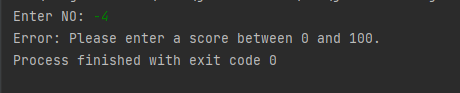 Enter NO: -4
Error: Please enter a score between 0 and 100.
Process finished with exit code 0